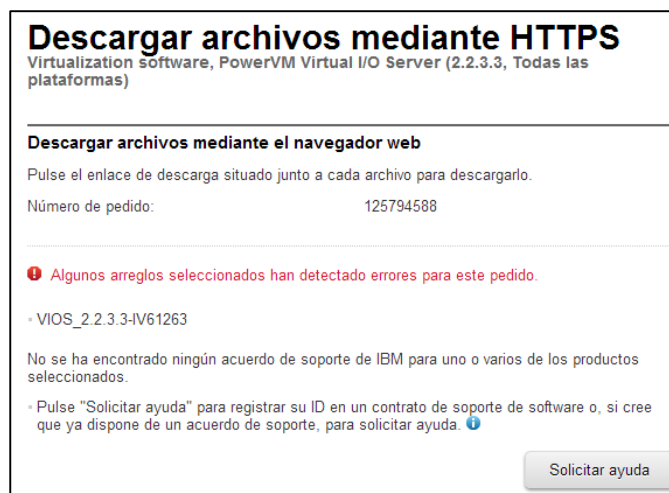 Descargar archivos mediante HTTPS
Virtualization software, PowerVM Virtual I/O Server (2.2.3.3, Todas las
plataformas)
Descargar archivos mediante el navegador web
Pulse el enlace de descarga situado junto a cada archivo para descargarlo.
Número de pedido: 125794588
Algunos arreglos seleccionados han detectado errores para este pedido.
VIOS_2.2.3.3-IV61263
No se ha encontrado ningún acuerdo de soporte de IBM para uno o varios de los productos
seleccionados.
Pulse "Solicitar ayuda" para registrar su ID en un contrato de soporte de software o, si cree
que ya dispone de un acuerdo de soporte, para solicitar ayuda.
Solicitar ayuda